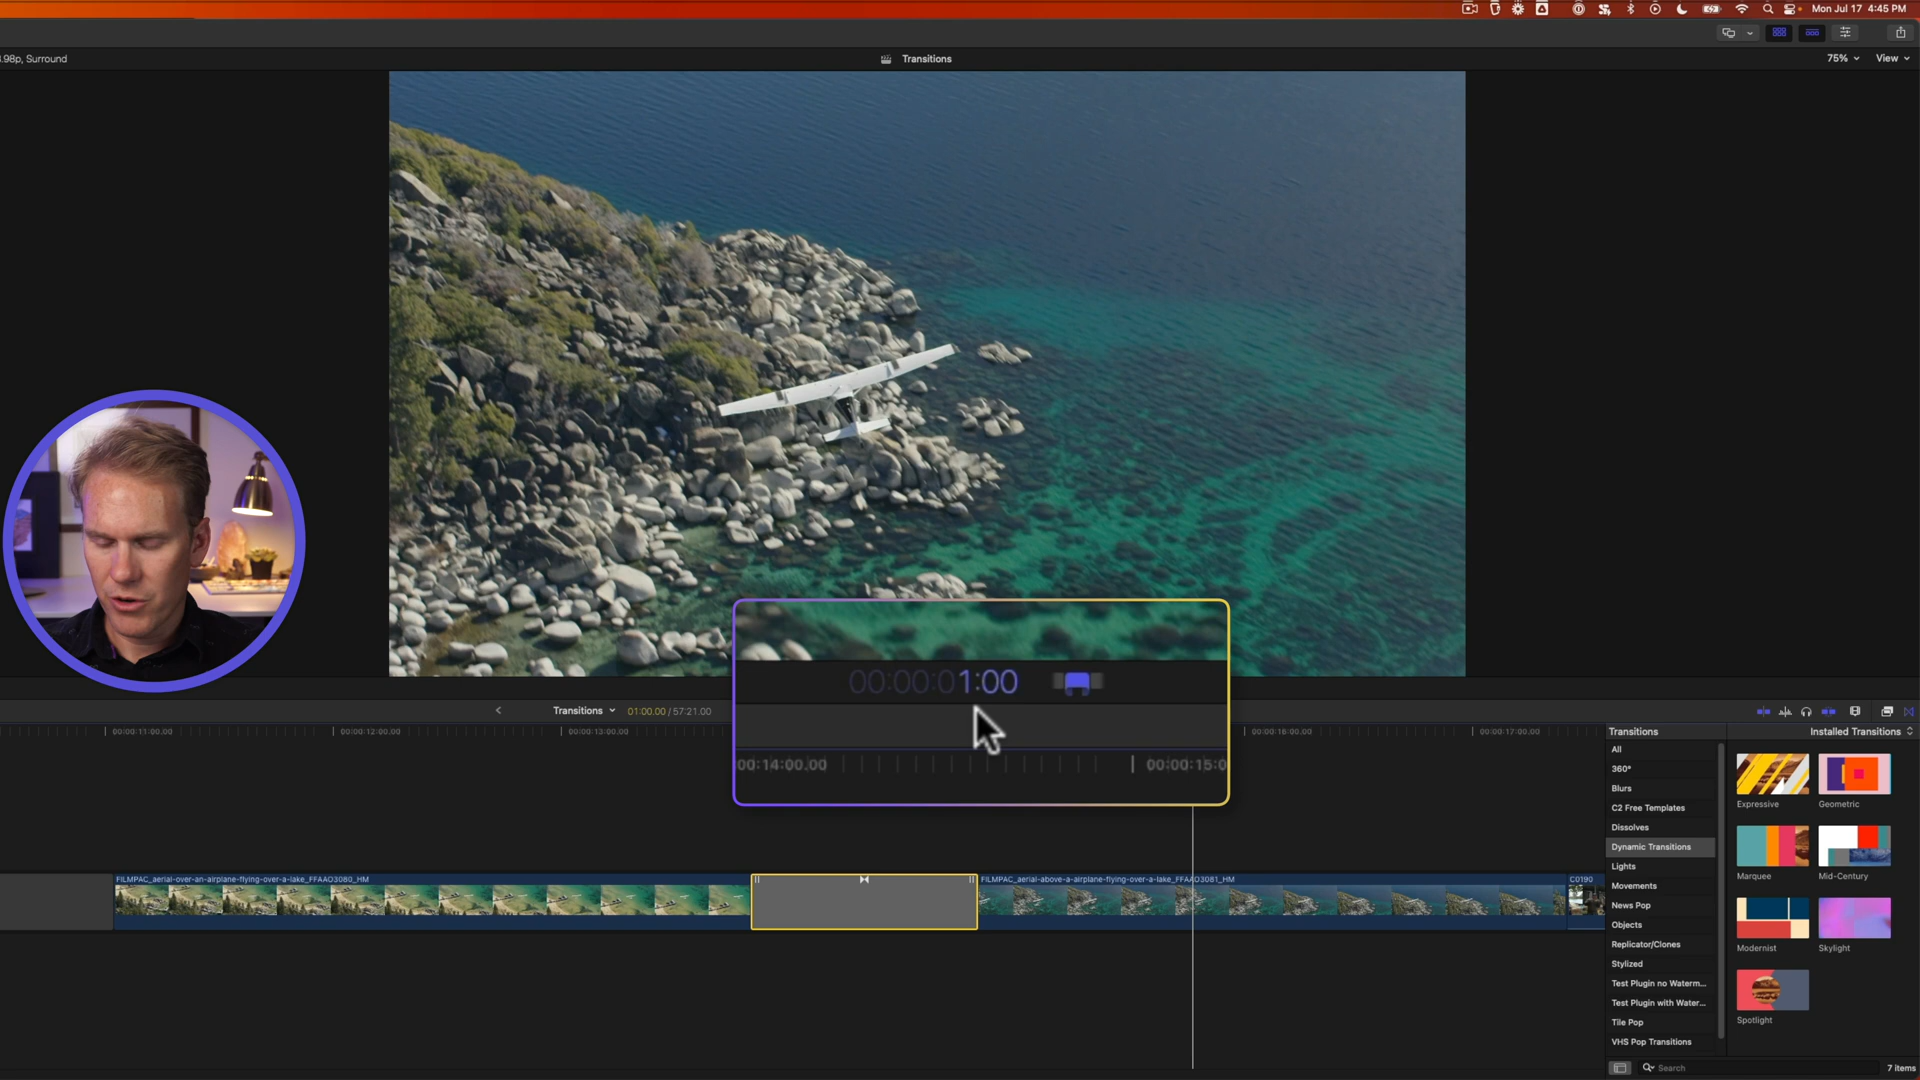 Mon Jul 17 4:45 PM
.98p, Surround
Transitions
75%
View
00:00:01:00
00:14:00.00
00:00:15:0
Transitions
01:00.00 / 57:21.00
00:00:11:00.00
00:00:12:00.00
00:00:13:00.00
00:00:16:00.00
00:00:17:00.00
Transitions
Installed Transitions
All
360°
Blurs
C2 Free Templates
Dissolves
Dynamic Transitions
Lights
Movements
News Pop
Objects
Replicator/Clones
Stylized
Test Plugin no Waterm...
Test Plugin with Water...
Tile Pop
VHS Pop Transitions
Expressive
Geometric
Marquee
Mid-Century
Modernist
Skylight
Spotlight
FILMPAC_aerial-over-an-airplane-flying-over-a-lake_FFAAO3080_HM
FILMPAC_aerial-above-a-airplane-flying-over-a-lake_FFAAO3081_HM
C0190
Search
7 items